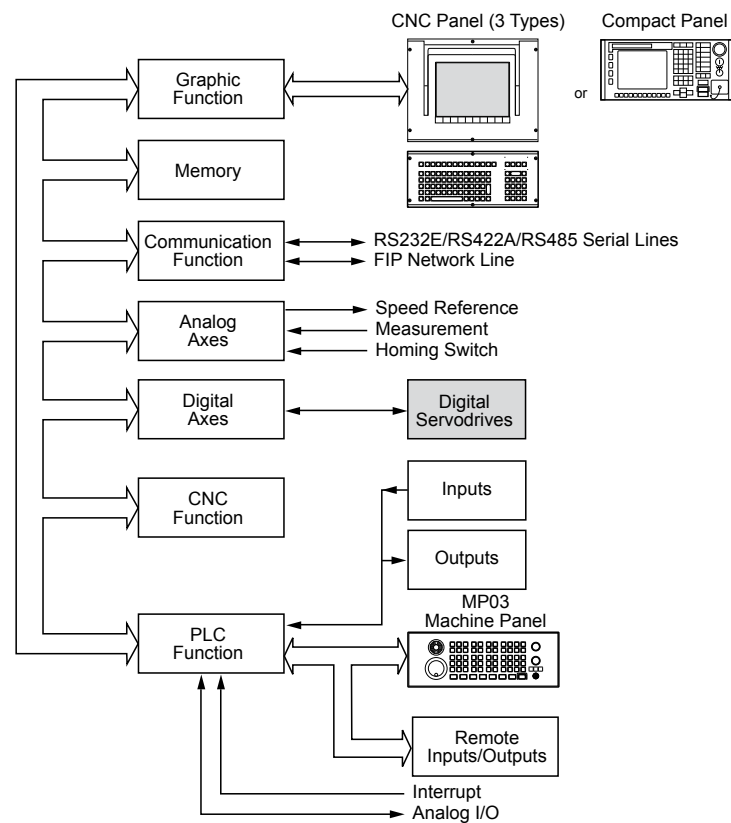 CNC Panel (3 Types)
Compact Panel
or
Graphic
Function
Memory
Communication
Function
RS232E/RS422A/RS485 Serial Lines
FIP Network Line
Analog
Axes
Speed Reference
Measurement
Homing Switch
Digital
Axes
Digital
Servodrives
CNC
Function
Inputs
Outputs
MP03
Machine Panel
PLC
Function
Remote
Inputs/Outputs
Interrupt
Analog I/O